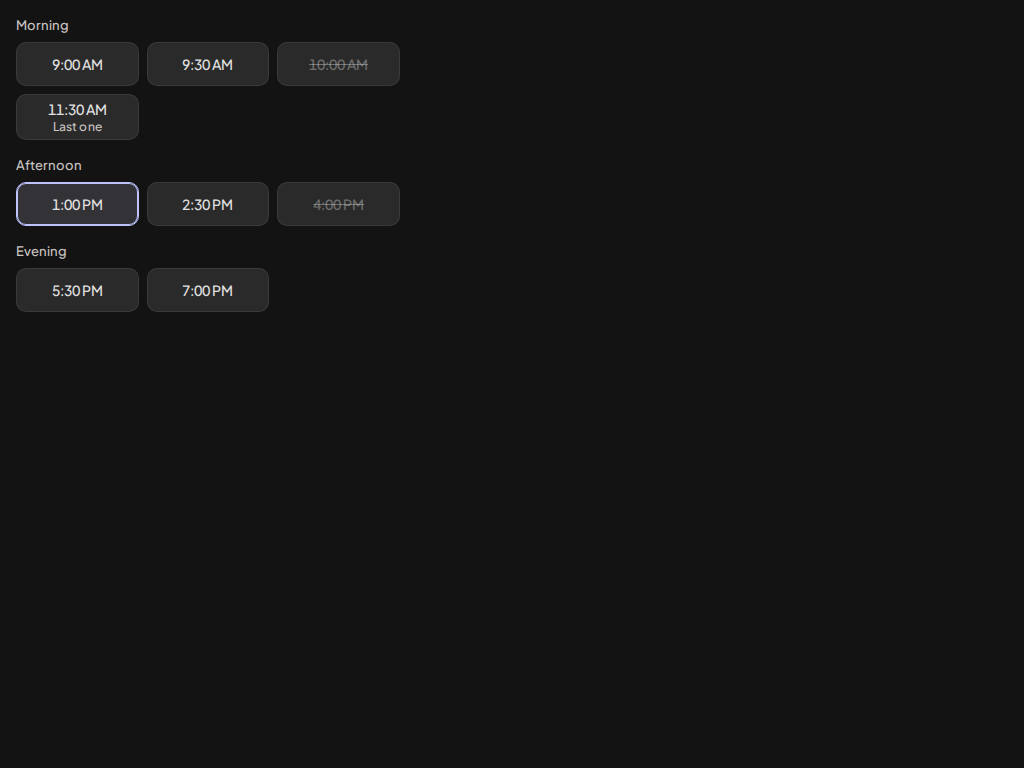 Morning
9:00 AM
9:30 AM
10:00 AM
11:30 AM
Last one
Afternoon
1:00 PM
2:30 PM
4:00 PM
Evening
5:30 PM
7:00 PM